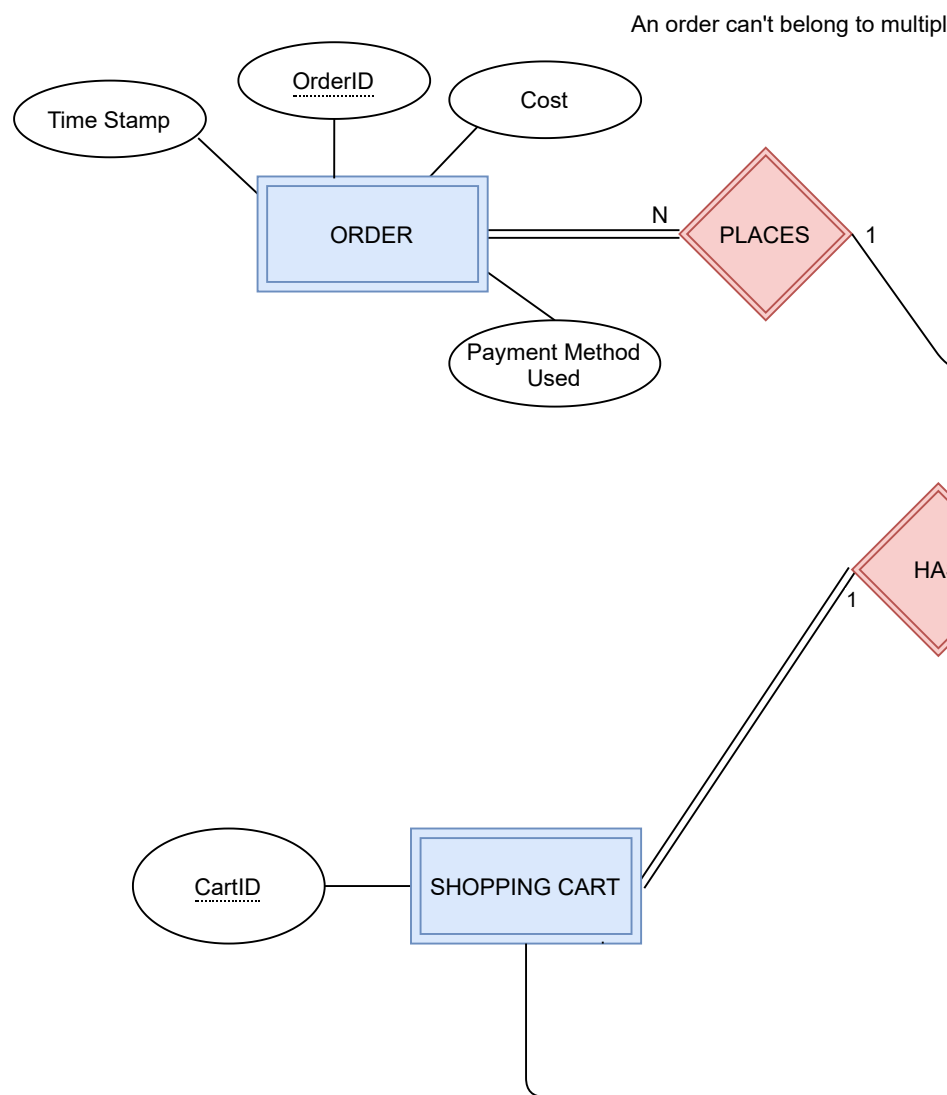 An order can't belong to multipl
OrderID
Cost
Time Stamp
N
ORDER
PLACES
1
Payment Method
Used
HA
1
CartID
SHOPPING CART